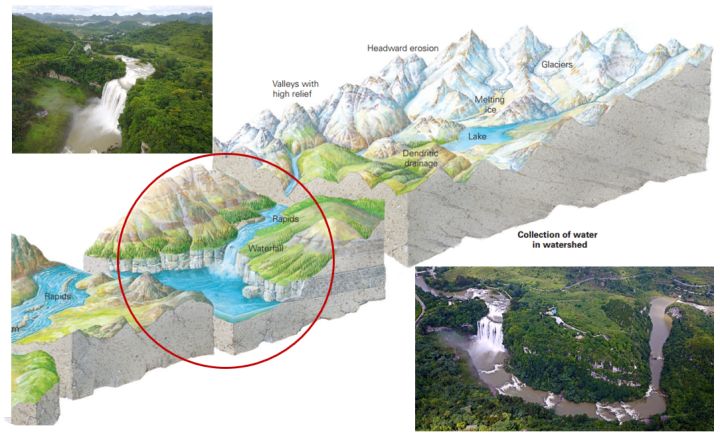 Headward erosion
Glaciers
Valleys with
high relief
Melting
ice
Lake
Dendritic
drainage
Rapids
Collection of water
in watershed
Waterfall
Rapids